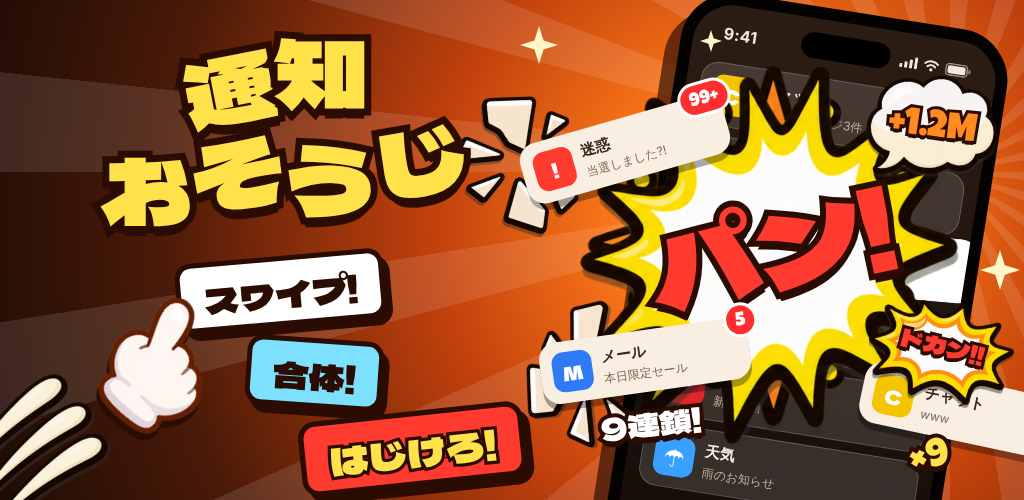 通知
おそうじ
スワイプ!
合体!
はじけろ!
9:41
99+
迷惑
当選しました?!
3件
+1.2M
パン!
5
メール
本日限定セール
ドカン!!
チャット
www
9連鎖!
+9
天気
雨のお知らせ